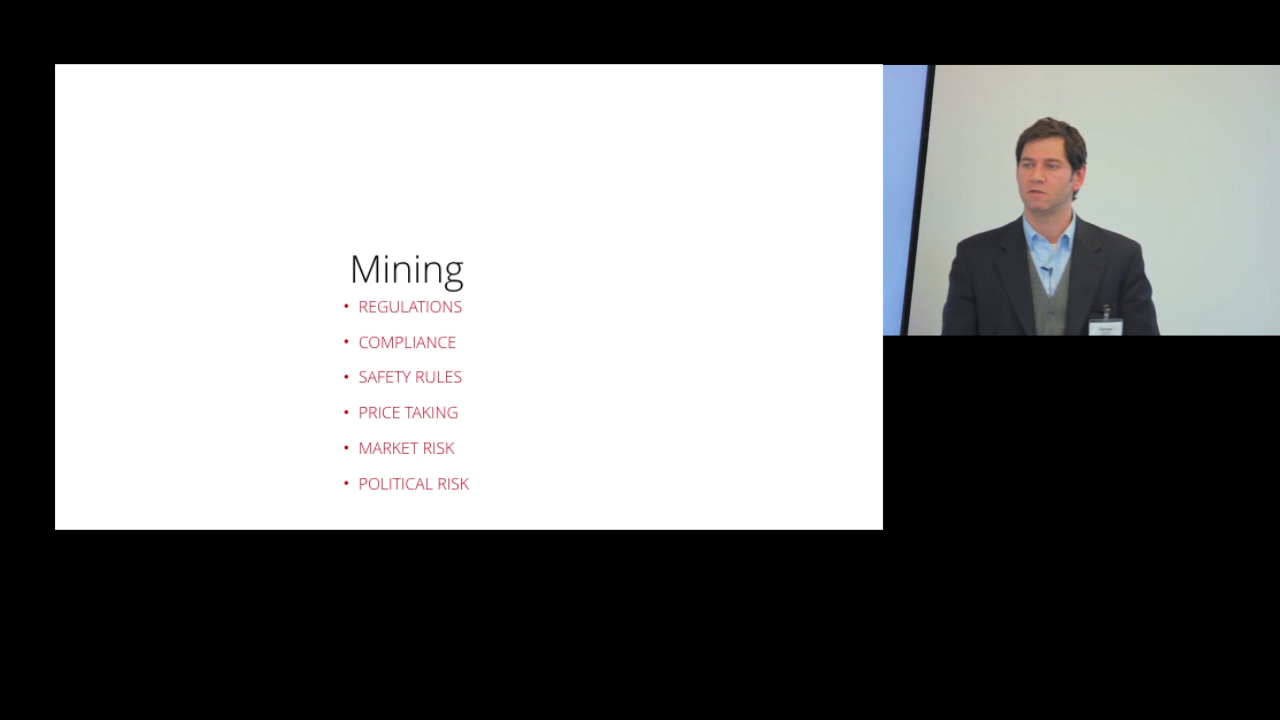 Mining
• REGULATIONS
• COMPLIANCE
• SAFETY RULES
• PRICE TAKING
• MARKET RISK
• POLITICAL RISK